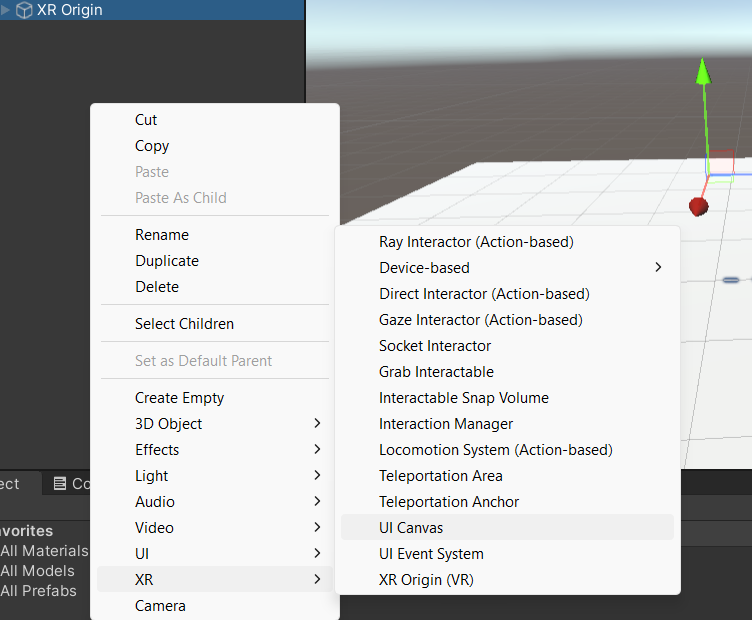 XR Origin
Cut
Copy
Paste
Paste As Child
Rename
Duplicate
Delete
Select Children
Set as Default Parent
Create Empty
3D Object
Effects
Light
Audio
Video
UI
XR
Camera
Ray Interactor (Action-based)
Device-based
Direct Interactor (Action-based)
Gaze Interactor (Action-based)
Socket Interactor
Grab Interactable
Interactable Snap Volume
Interaction Manager
Locomotion System (Action-based)
Teleportation Area
Teleportation Anchor
UI Canvas
UI Event System
XR Origin (VR)
ect
Co
avorites
All Materials
All Models
All Prefabs